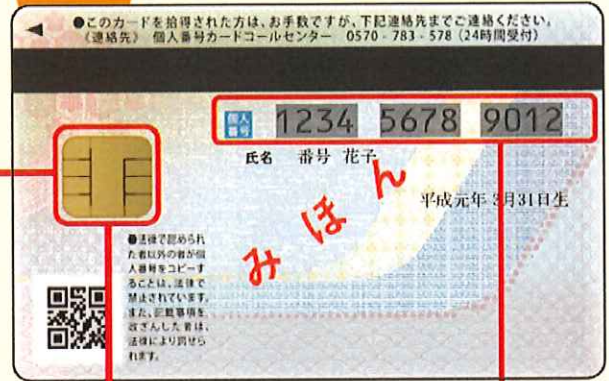 ●このカードを拾得された方は、お手数ですが、下記連絡先までご連絡ください。
《連絡先》 個人番号カードコールセンター 0570-783-578 (24時間受付)
個人番号 1234 5678 9012
氏名 番号 花子
平成元年 3月31日生
みほん
●法律で認められ
た者以外の者が個
人番号をコピーす
ることは、法律で
禁止されています。
また、記載事項を
改ざんした者は、
法律により罰せら
れます。